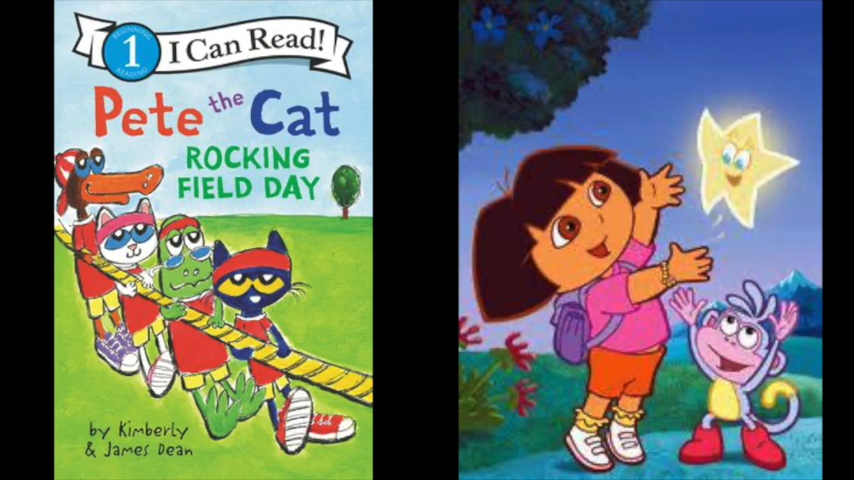 BEGINNING
1
READING
I Can Read!
Pete the Cat
ROCKING
FIELD DAY
by Kimberly
& James Dean